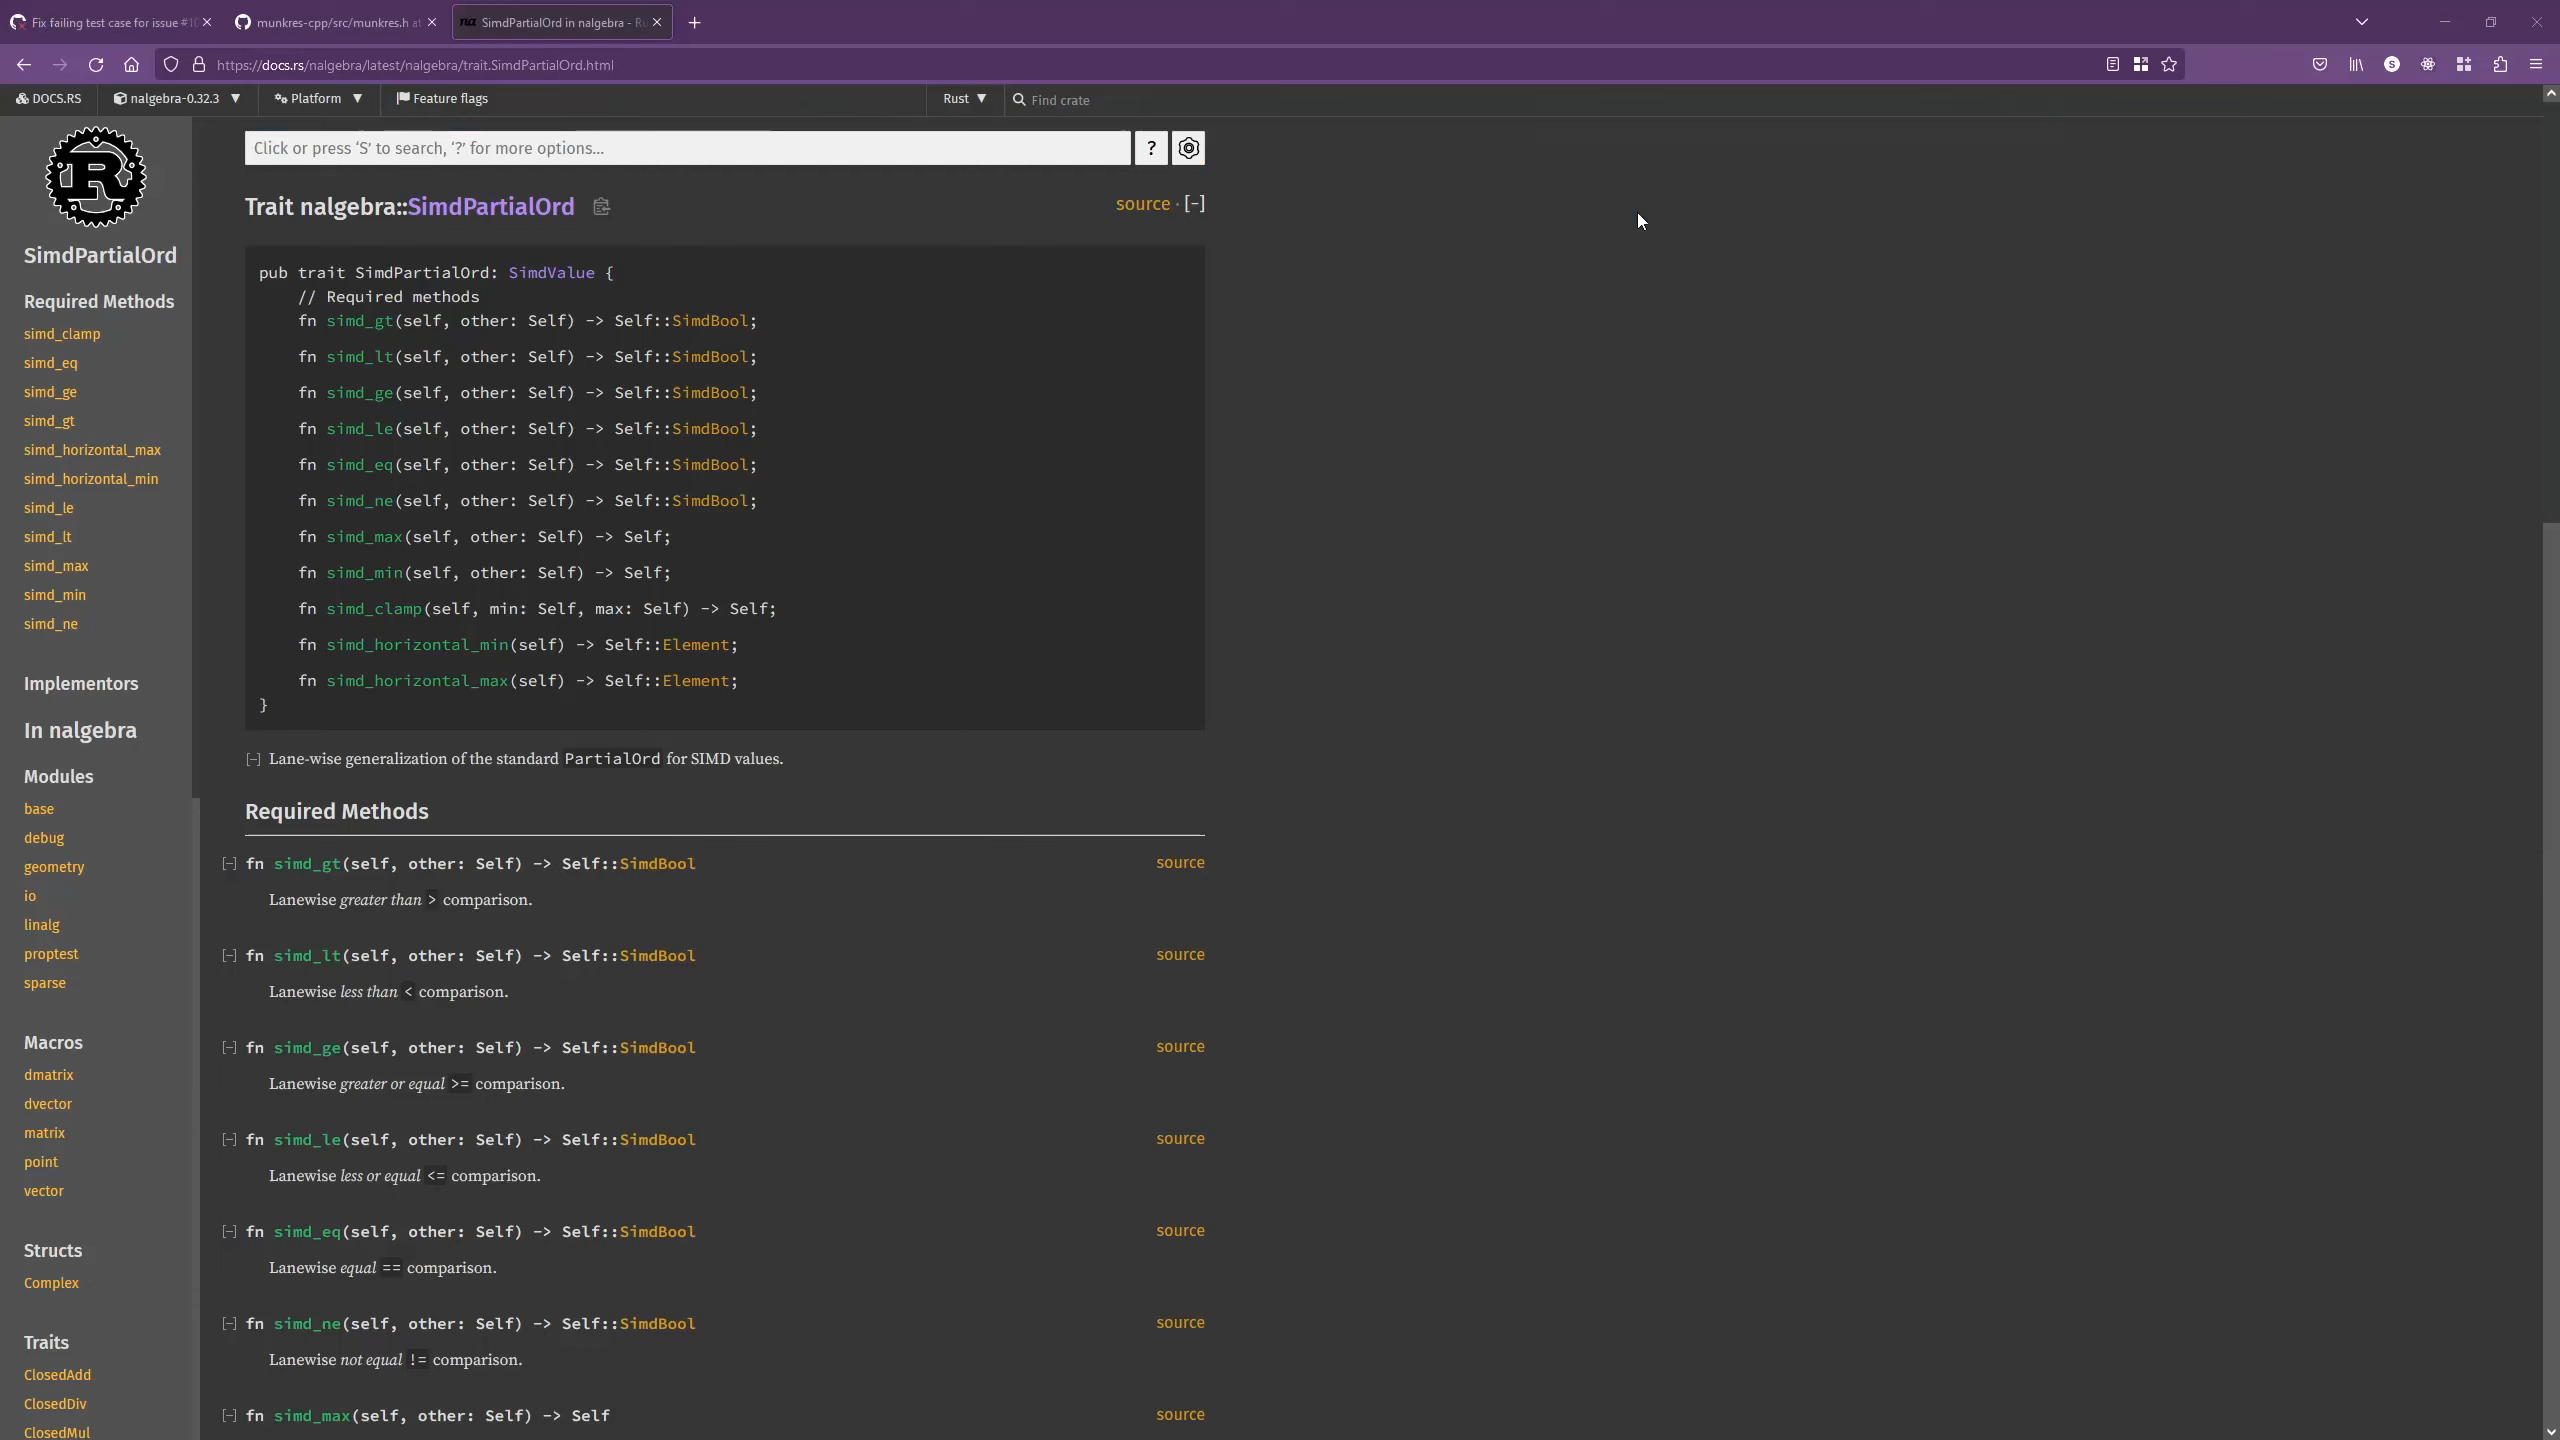 Fix failing test case for issue #10
munkres-cpp/src/munkres.h at
SimdPartialOrd in nalgebra - Ru
https://docs.rs/nalgebra/latest/nalgebra/trait.SimdPartialOrd.html
DOCS.RS
nalgebra-0.32.3
Platform
Feature flags
Rust
Find crate
SimdPartialOrd
Required Methods
simd_clamp
simd_eq
simd_ge
simd_gt
simd_horizontal_max
simd_horizontal_min
simd_le
simd_lt
simd_max
simd_min
simd_ne
Implementors
In nalgebra
Modules
base
debug
geometry
io
linalg
proptest
sparse
Macros
dmatrix
dvector
matrix
point
vector
Structs
Complex
Traits
ClosedAdd
ClosedDiv
ClosedMul
Click or press ‘S’ to search, ‘?’ for more options...
?
Trait nalgebra::SimdPartialOrd
source · [-]
pub trait SimdPartialOrd: SimdValue {
// Required methods
fn simd_gt(self, other: Self) -> Self::SimdBool;
fn simd_lt(self, other: Self) -> Self::SimdBool;
fn simd_ge(self, other: Self) -> Self::SimdBool;
fn simd_le(self, other: Self) -> Self::SimdBool;
fn simd_eq(self, other: Self) -> Self::SimdBool;
fn simd_ne(self, other: Self) -> Self::SimdBool;
fn simd_max(self, other: Self) -> Self;
fn simd_min(self, other: Self) -> Self;
fn simd_clamp(self, min: Self, max: Self) -> Self;
fn simd_horizontal_min(self) -> Self::Element;
fn simd_horizontal_max(self) -> Self::Element;
}
[-] Lane-wise generalization of the standard PartialOrd for SIMD values.
Required Methods
[-] fn simd_gt(self, other: Self) -> Self::SimdBool source
Lanewise greater than > comparison.
[-] fn simd_lt(self, other: Self) -> Self::SimdBool source
Lanewise less than < comparison.
[-] fn simd_ge(self, other: Self) -> Self::SimdBool source
Lanewise greater or equal >= comparison.
[-] fn simd_le(self, other: Self) -> Self::SimdBool source
Lanewise less or equal <= comparison.
[-] fn simd_eq(self, other: Self) -> Self::SimdBool source
Lanewise equal == comparison.
[-] fn simd_ne(self, other: Self) -> Self::SimdBool source
Lanewise not equal != comparison.
[-] fn simd_max(self, other: Self) -> Self source